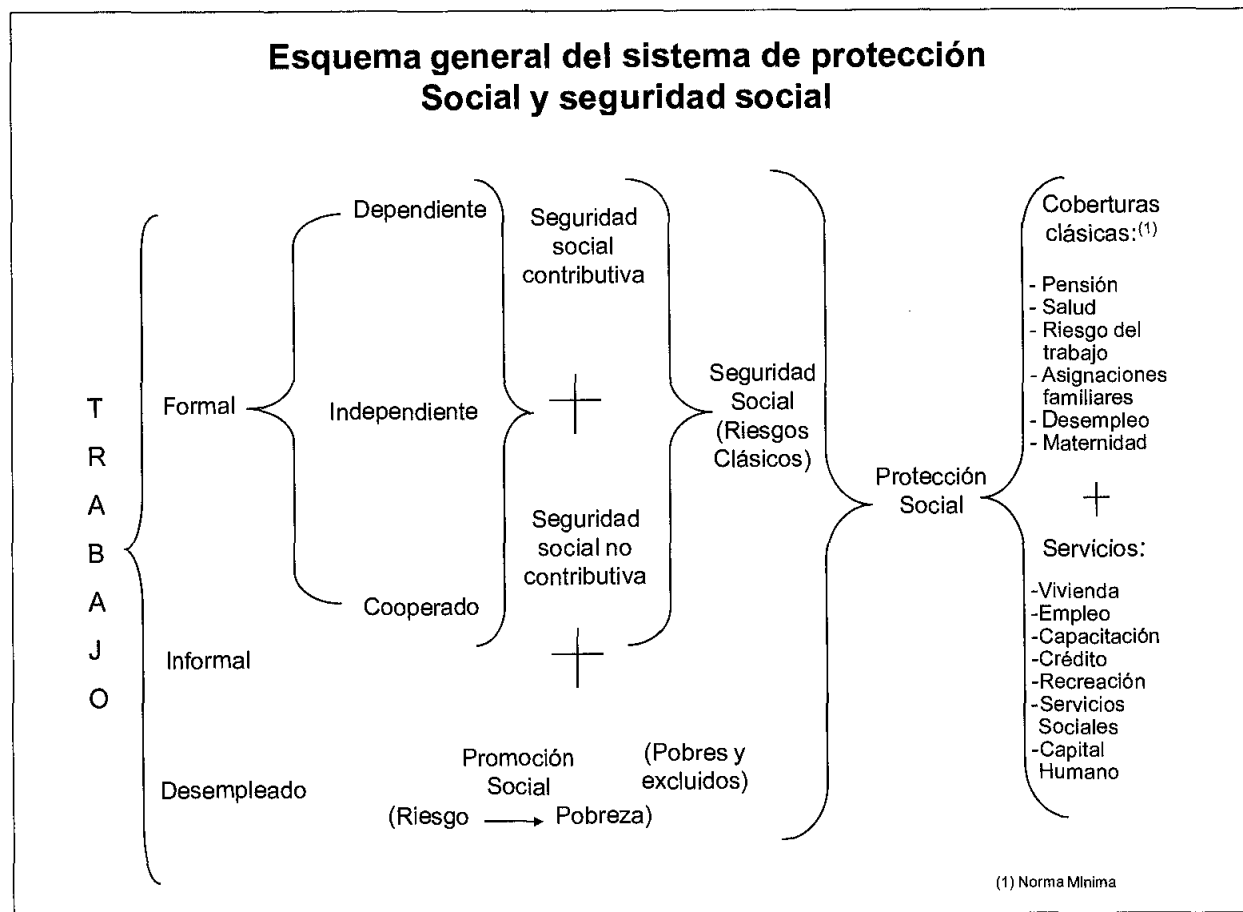 Esquema general del sistema de protección
Social y seguridad social
T
R
A
B
A
J
O
Formal
Informal
Desempleado
Dependiente
Independiente
Cooperado
Seguridad
social
contributiva
+
Seguridad
social no
contributiva
+
Promoción
Social
(Riesgo → Pobreza)
(Pobres y
excluidos)
Seguridad
Social
(Riesgos
Clásicos)
Protección
Social
Coberturas
clásicas:(1)
- Pensión
- Salud
- Riesgo del
trabajo
- Asignaciones
familiares
- Desempleo
- Maternidad
+
Servicios:
-Vivienda
-Empleo
-Capacitación
-Crédito
-Recreación
-Servicios
Sociales
-Capital
Humano
(1) Norma MInima